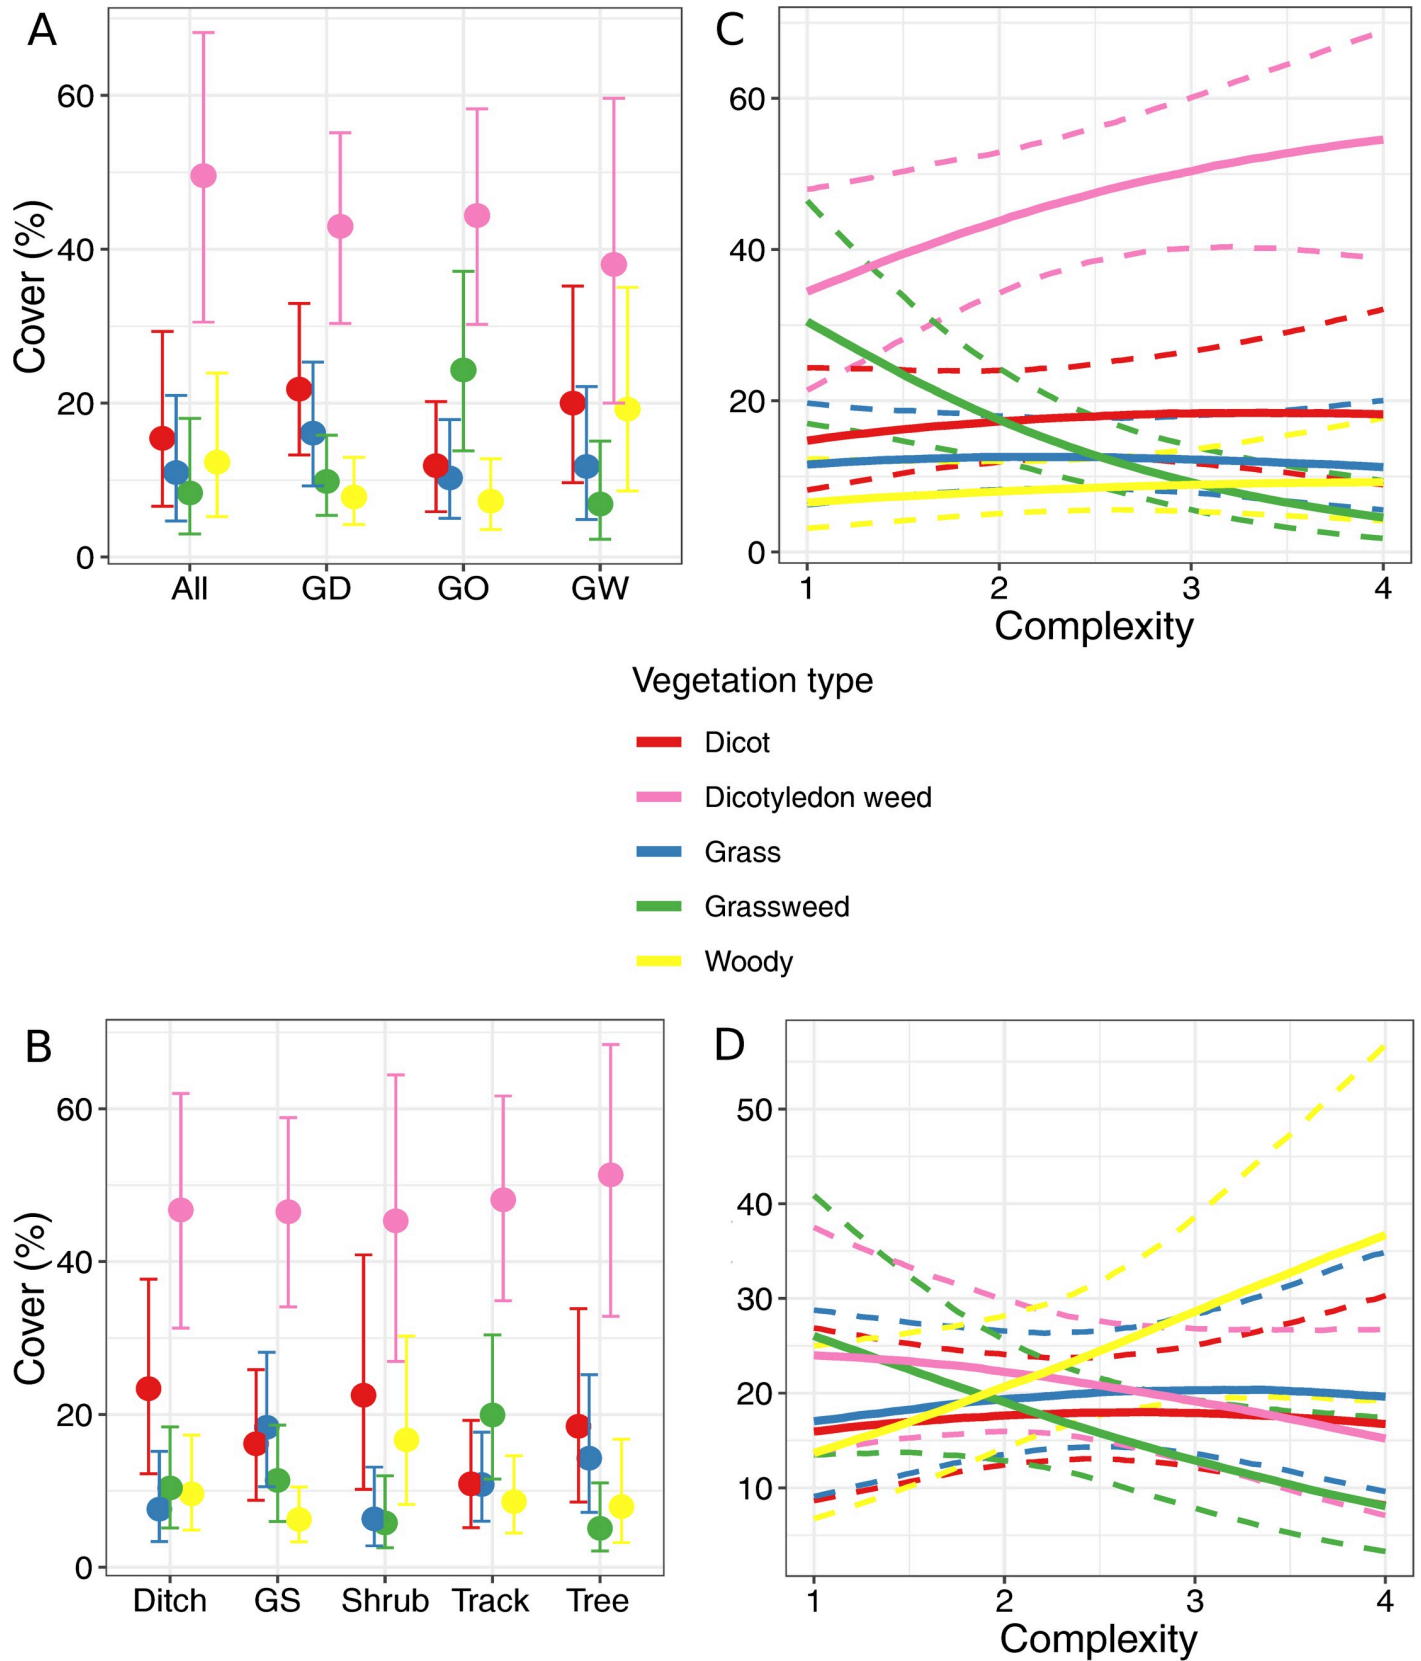 A
Cover (%)
60
40
20
0
All GD GO GW
C
60
40
20
0
1 2 3 4
Complexity
Vegetation type
Dicot
Dicotyledon weed
Grass
Grassweed
Woody
B
Cover (%)
60
40
20
0
Ditch GS Shrub Track Tree
D
50
40
30
20
10
1 2 3 4
Complexity